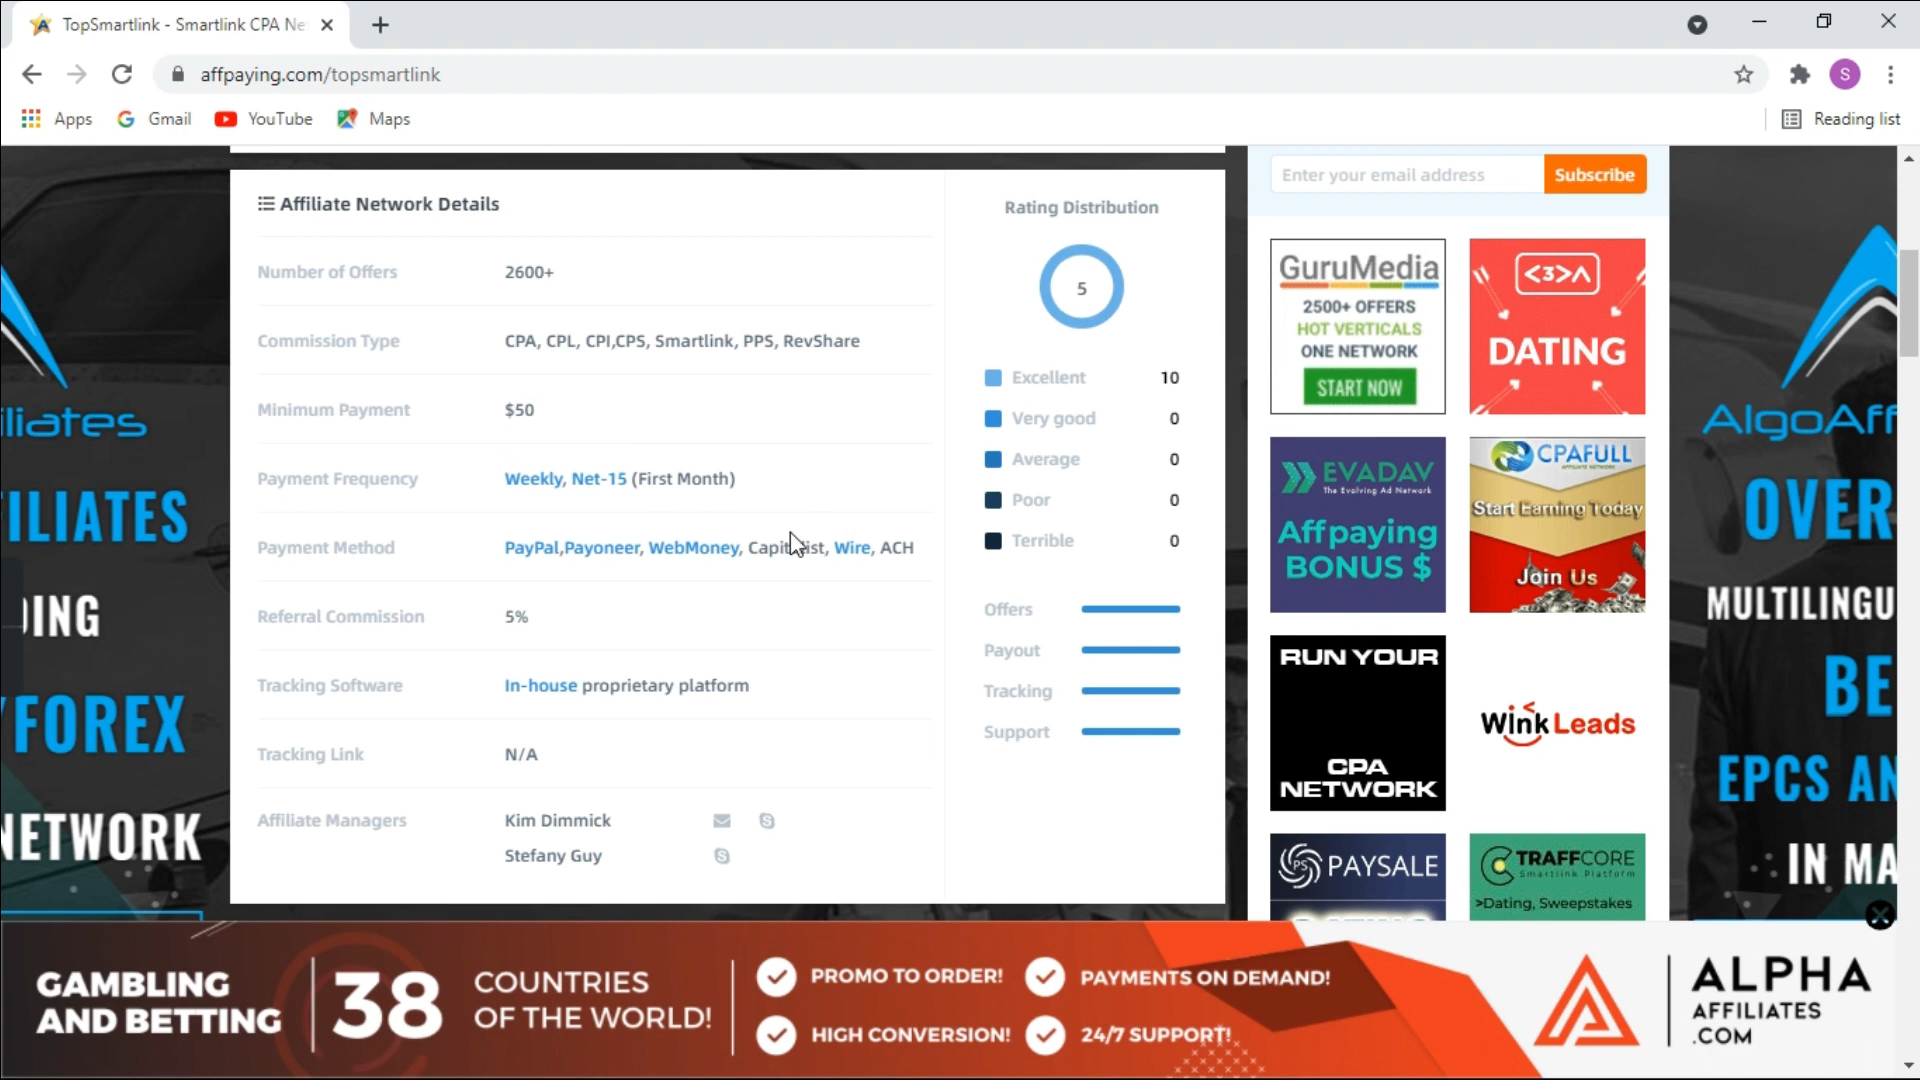 TopSmartlink - Smartlink CPA Ne
affpaying.com/topsmartlink
S
Apps
Gmail
YouTube
Maps
Reading list
Affiliate Network Details
Number of Offers 2600+
Commission Type CPA, CPL, CPI,CPS, Smartlink, PPS, RevShare
Minimum Payment $50
Payment Frequency Weekly, Net-15 (First Month)
Payment Method PayPal,Payoneer, WebMoney, Capitalist, Wire, ACH
Referral Commission 5%
Tracking Software In-house proprietary platform
Tracking Link N/A
Affiliate Managers Kim Dimmick
Stefany Guy
Rating Distribution
5
Excellent 10
Very good 0
Average 0
Poor 0
Terrible 0
Offers
Payout
Tracking
Support
Enter your email address
Subscribe
GuruMedia
2500+ OFFERS
HOT VERTICALS
ONE NETWORK
START NOW
<3>Λ
DATING
EVADAV
The Evolving Ad Network
Affpaying
BONUS $
CPAFULL
AFFILIATE NETWORK
Start Earning Today
Join Us
RUN YOUR
CPA
NETWORK
WinkLeads
PS PAYSALE
TRAFFCORE
Smartlink Platform
>Dating, Sweepstakes
liates
ILIATES
ING
FOREX
NETWORK
AlgoAff
OVER
MULTILINGU
BE
EPCS AN
IN MA
GAMBLING
AND BETTING
38
COUNTRIES
OF THE WORLD!
PROMO TO ORDER!
PAYMENTS ON DEMAND!
HIGH CONVERSION!
24/7 SUPPORT!
ALPHA
AFFILIATES
.COM